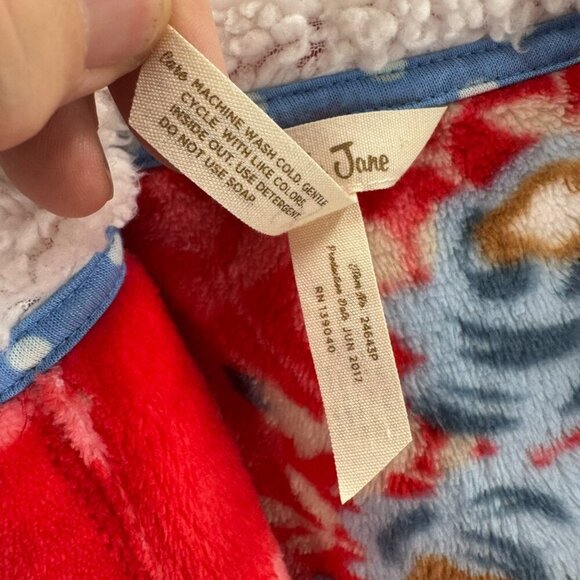 Care MACHINE WASH COLD, GENTLE
CYCLE, WITH LIKE COLORS,
INSIDE OUT. USE DETERGENT.
DO NOT USE SOAP.
Jane
Item No. 24643P
Production Date JUN 2017
RN 139040